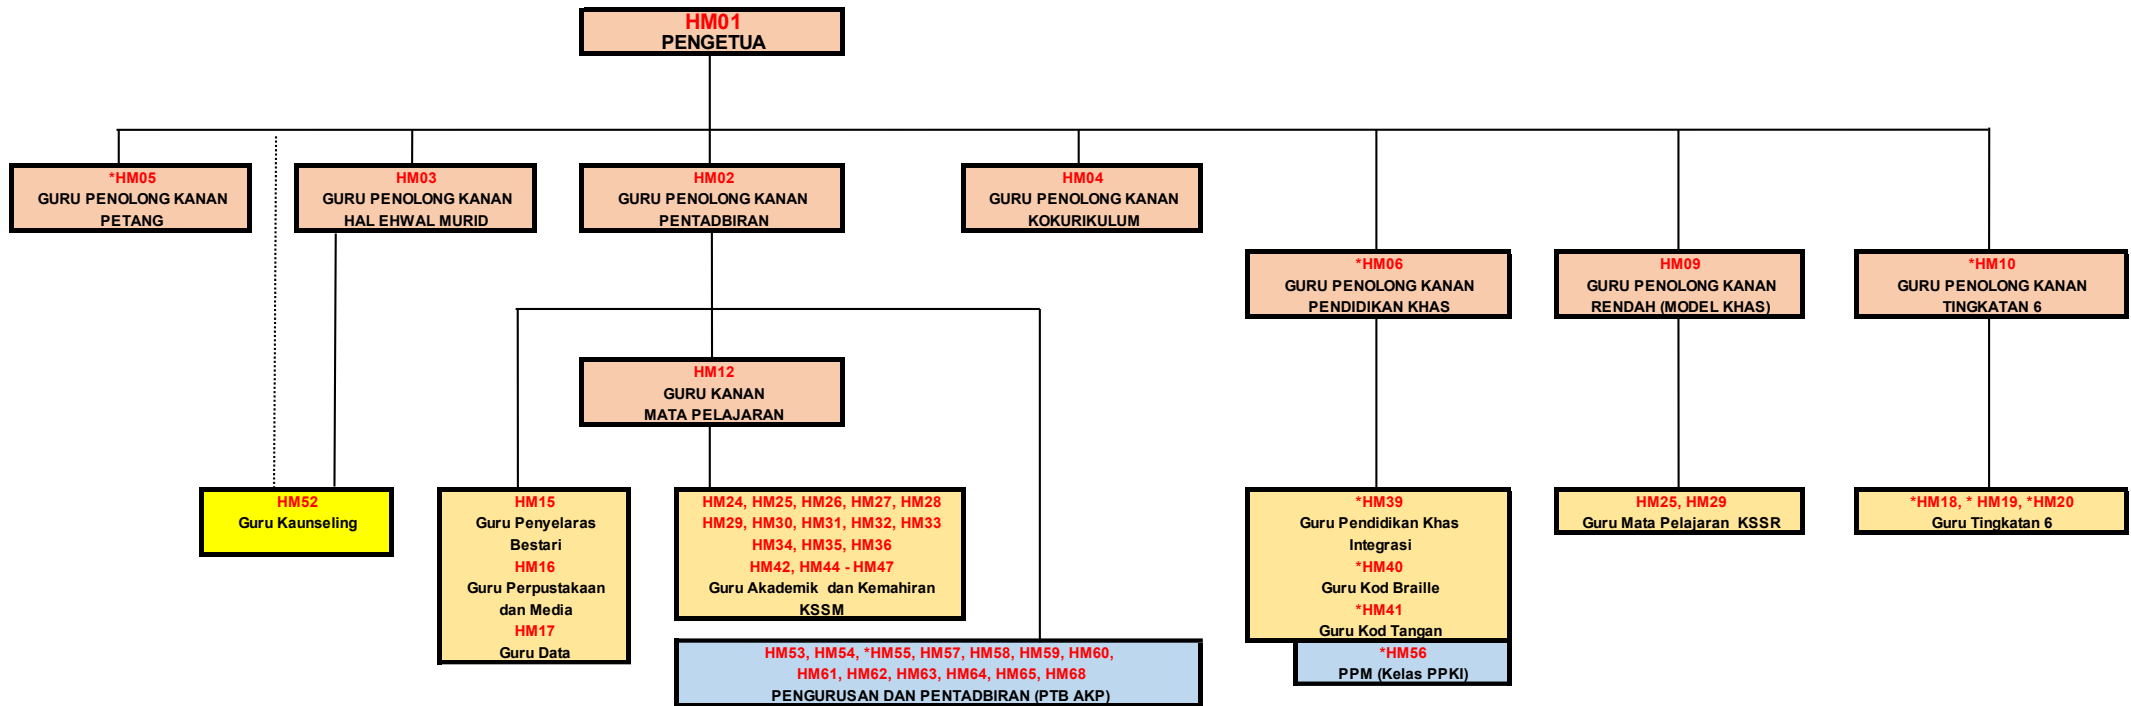 HM01
PENGETUA
*HM05
GURU PENOLONG KANAN
PETANG
HM03
GURU PENOLONG KANAN
HAL EHWAL MURID
HM02
GURU PENOLONG KANAN
PENTADBIRAN
HM04
GURU PENOLONG KANAN
KOKURIKULUM
*HM06
GURU PENOLONG KANAN
PENDIDIKAN KHAS
HM09
GURU PENOLONG KANAN
RENDAH (MODEL KHAS)
*HM10
GURU PENOLONG KANAN
TINGKATAN 6
HM12
GURU KANAN
MATA PELAJARAN
HM52
Guru Kaunseling
HM15
Guru Penyelaras
Bestari
HM16
Guru Perpustakaan
dan Media
HM17
Guru Data
HM24, HM25, HM26, HM27, HM28
HM29, HM30, HM31, HM32, HM33
HM34, HM35, HM36
HM42, HM44 - HM47
Guru Akademik  dan Kemahiran
KSSM
HM53, HM54, *HM55, HM57, HM58, HM59, HM60,
HM61, HM62, HM63, HM64, HM65, HM68
PENGURUSAN DAN PENTADBIRAN (PTB AKP)
*HM39
Guru Pendidikan Khas
Integrasi
*HM40
Guru Kod Braille
*HM41
Guru Kod Tangan
*HM56
PPM (Kelas PPKI)
HM25, HM29
Guru Mata Pelajaran  KSSR
*HM18, * HM19, *HM20
Guru Tingkatan 6